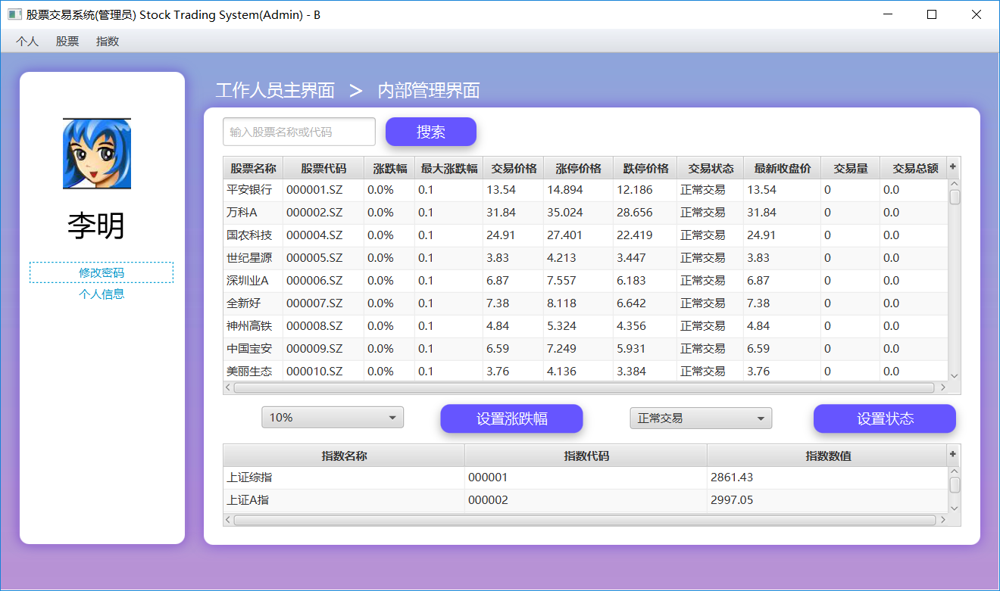 股票交易系统(管理员) Stock Trading System(Admin) - B
个人 股票 指数
李明
修改密码
个人信息
工作人员主界面 > 内部管理界面
输入股票名称或代码 搜索
股票名称 股票代码 涨跌幅 最大涨跌幅 交易价格 涨停价格 跌停价格 交易状态 最新收盘价 交易量 交易总额 +
平安银行 000001.SZ 0.0% 0.1 13.54 14.894 12.186 正常交易 13.54 0 0.0
万科A 000002.SZ 0.0% 0.1 31.84 35.024 28.656 正常交易 31.84 0 0.0
国农科技 000004.SZ 0.0% 0.1 24.91 27.401 22.419 正常交易 24.91 0 0.0
世纪星源 000005.SZ 0.0% 0.1 3.83 4.213 3.447 正常交易 3.83 0 0.0
深圳业A 000006.SZ 0.0% 0.1 6.87 7.557 6.183 正常交易 6.87 0 0.0
全新好 000007.SZ 0.0% 0.1 7.38 8.118 6.642 正常交易 7.38 0 0.0
神州高铁 000008.SZ 0.0% 0.1 4.84 5.324 4.356 正常交易 4.84 0 0.0
中国宝安 000009.SZ 0.0% 0.1 6.59 7.249 5.931 正常交易 6.59 0 0.0
美丽生态 000010.SZ 0.0% 0.1 3.76 4.136 3.384 正常交易 3.76 0 0.0
10% 设置涨跌幅 正常交易 设置状态
指数名称 指数代码 指数数值 +
上证综指 000001 2861.43
上证A指 000002 2997.05